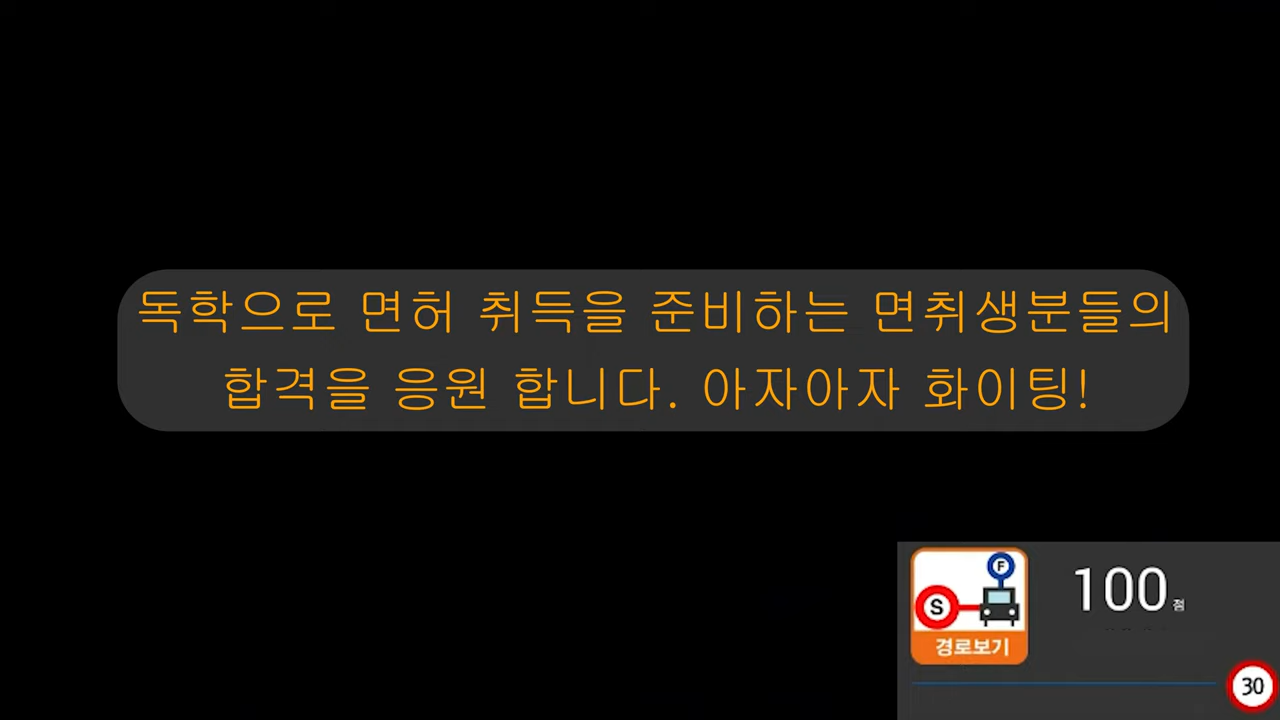 독학으로 면허 취득을 준비하는 면취생분들의
합격을 응원 합니다. 아자아자 화이팅!
F
S
경로보기
100점
30